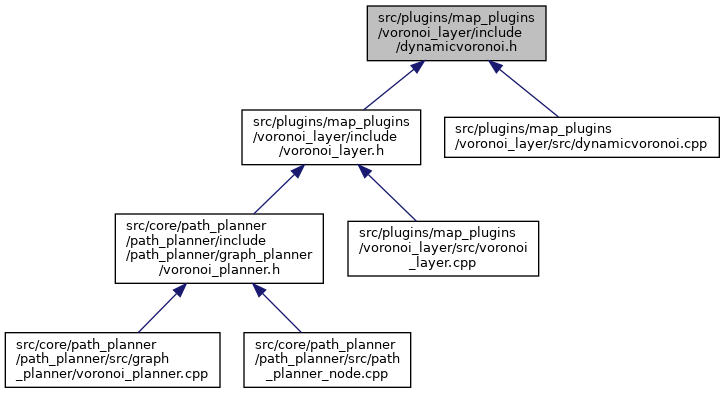 src/plugins/map_plugins
/voronoi_layer/include
/dynamicvoronoi.h
src/plugins/map_plugins
/voronoi_layer/include
/voronoi_layer.h
src/plugins/map_plugins
/voronoi_layer/src/dynamicvoronoi.cpp
src/core/path_planner
/path_planner/include
/path_planner/graph_planner
/voronoi_planner.h
src/plugins/map_plugins
/voronoi_layer/src/voronoi
_layer.cpp
src/core/path_planner
/path_planner/src/graph
_planner/voronoi_planner.cpp
src/core/path_planner
/path_planner/src/path
_planner_node.cpp